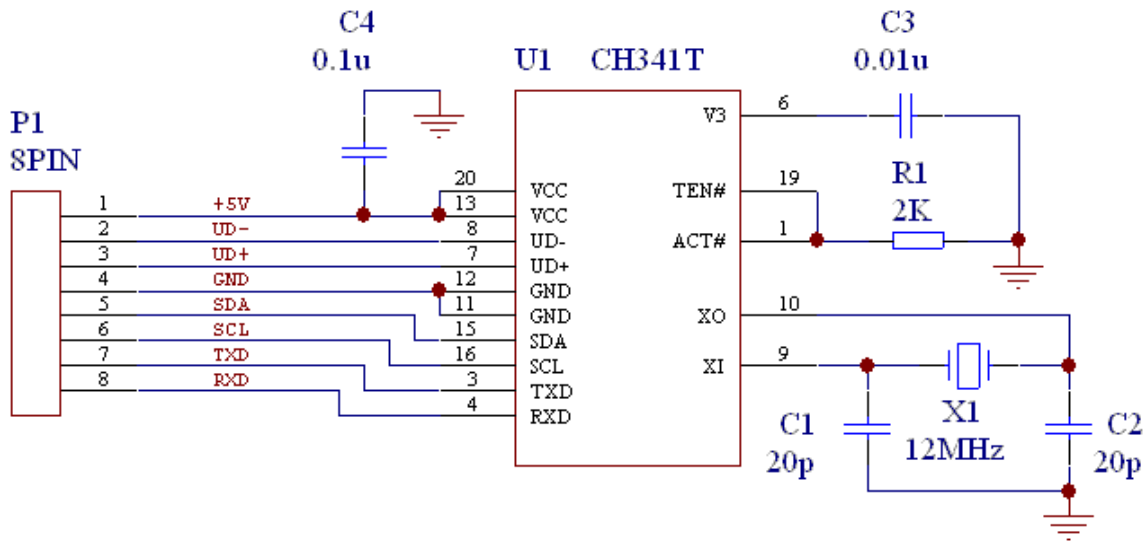 C4
0.1u
U1 CH341T
C3
0.01u
P1
8PIN
1 +5V
2 UD-
3 UD+
4 GND
5 SDA
6 SCL
7 TXD
8 RXD
20 VCC
13 VCC
8 UD-
7 UD+
12 GND
11 GND
15 SDA
16 SCL
3 TXD
4 RXD
V3 6
TEN# 19
ACT# 1
XO 10
XI 9
R1
2K
X1
12MHz
C1
20p
C2
20p